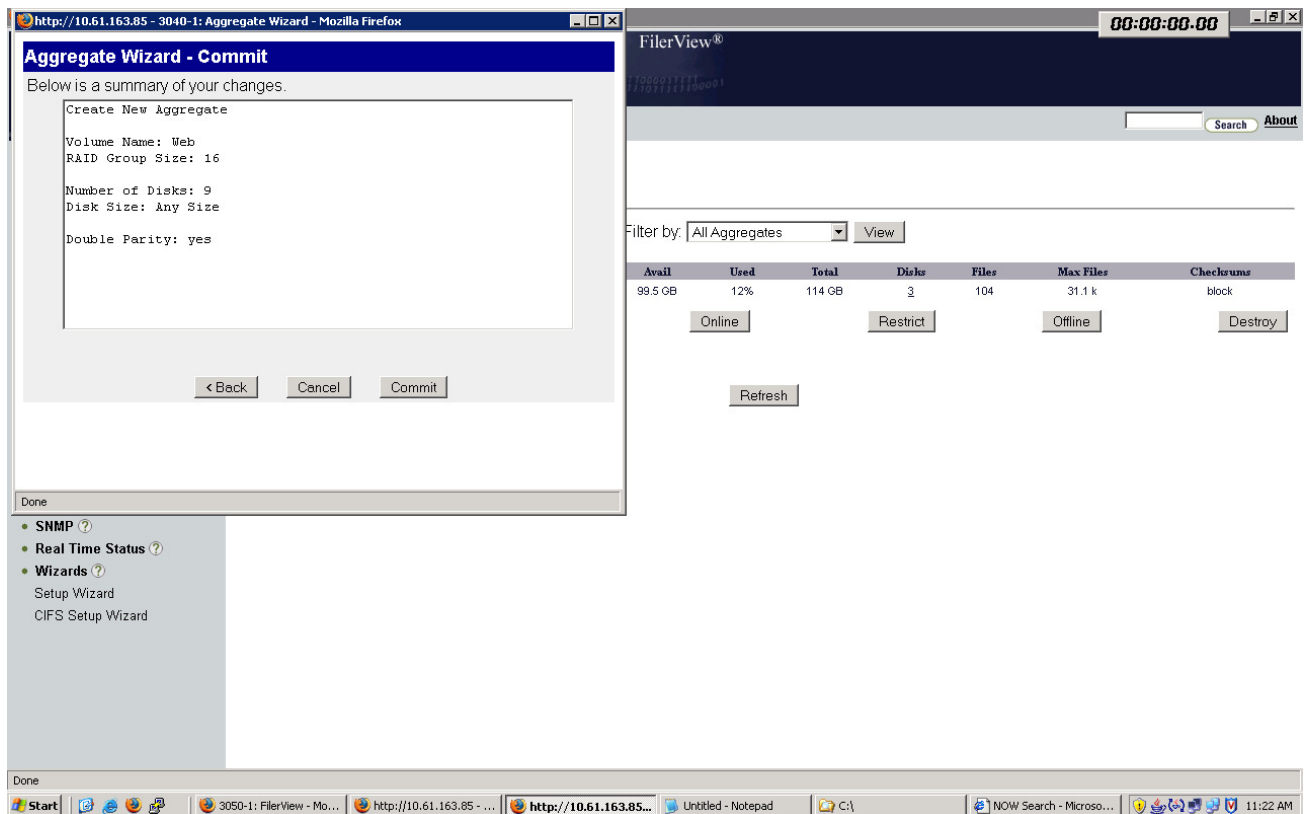 http://10.61.163.85 - 3040-1: Aggregate Wizard - Mozilla Firefox
00:00:00.00
Aggregate Wizard - Commit
Below is a summary of your changes.
Create New Aggregate
Volume Name: Web
RAID Group Size: 16
Number of Disks: 9
Disk Size: Any Size
Double Parity: yes
< Back Cancel Commit
Done
FilerView®
Search About
Filter by: All Aggregates View
Avail Used Total Disks Files Max Files Checksums
99.5 GB 12% 114 GB 3 104 31.1 k block
Online Restrict Offline Destroy
Refresh
SNMP ?
Real Time Status ?
Wizards ?
Setup Wizard
CIFS Setup Wizard
Done
Start 3050-1: FilerView - Mo... http://10.61.163.85 - ... http://10.61.163.85... Untitled - Notepad C:\ NOW Search - Microso... 11:22 AM